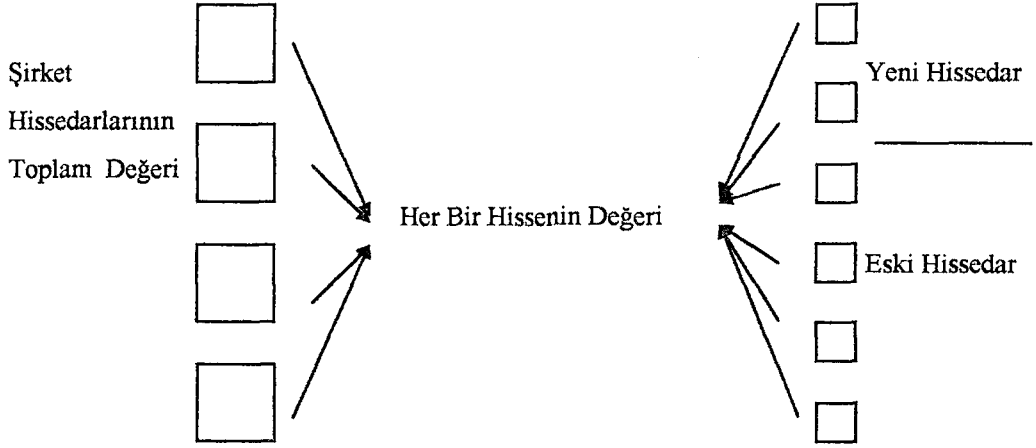 Şirket
Hissedarlarının
Toplam Değeri
Her Bir Hissenin Değeri
Yeni Hissedar
Eski Hissedar